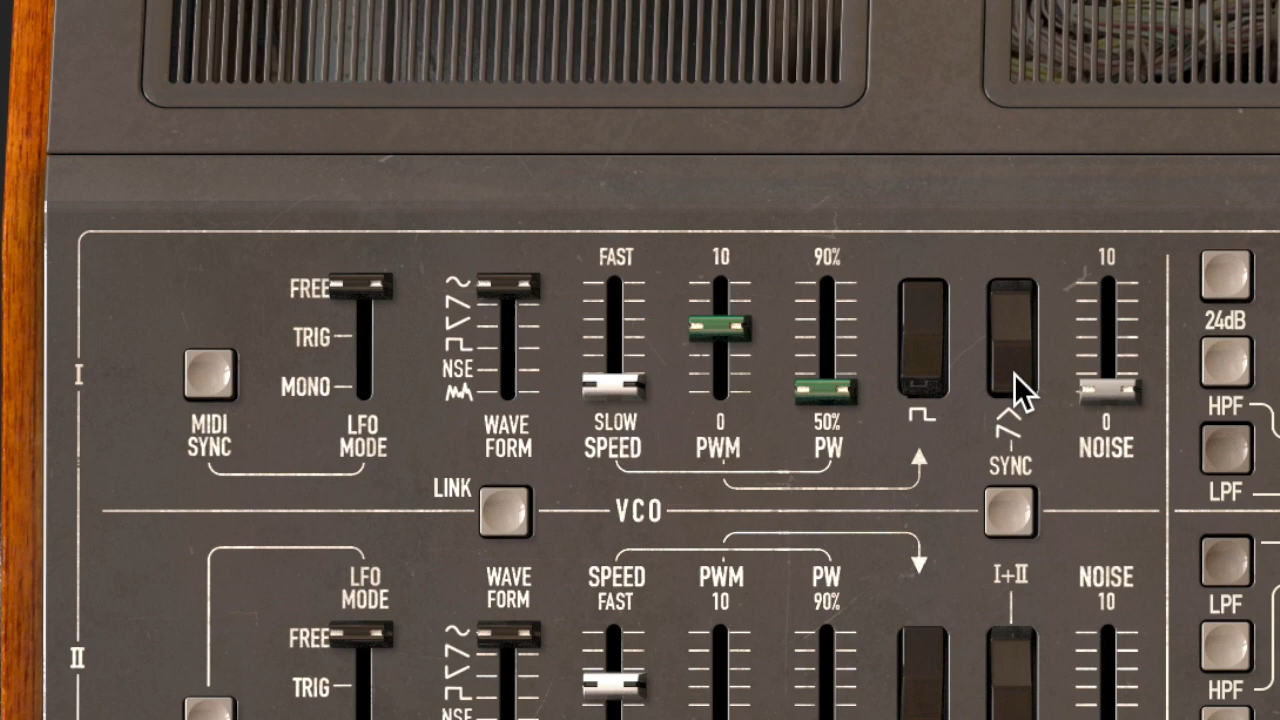 FAST 10 90% 10
FREE
TRIG
NSE
24dB
MONO
I
HPF
SLOW 0 50% 0
MIDI SYNC
LFO MODE
WAVE FORM
SPEED PWM PW NOISE
SYNC
LINK
LPF
VCO
LFO MODE
WAVE FORM
SPEED PWM PW I+II NOISE
FAST 10 90% 10
LPF
FREE
II
TRIG
HPF
NSE